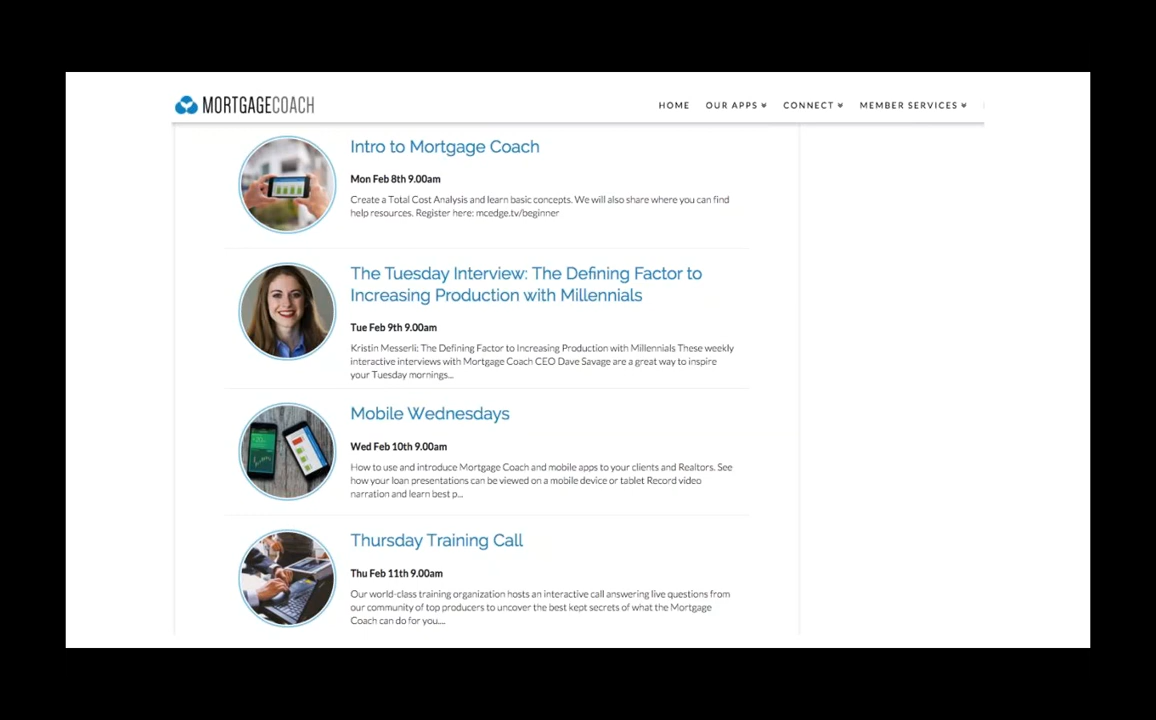 MORTGAGECOACH
HOME OUR APPS CONNECT MEMBER SERVICES
Intro to Mortgage Coach
Mon Feb 8th 9.00am
Create a Total Cost Analysis and learn basic concepts. We will also share where you can find
help resources. Register here: mcedge.tv/beginner
The Tuesday Interview: The Defining Factor to
Increasing Production with Millennials
Tue Feb 9th 9.00am
Kristin Messerli: The Defining Factor to Increasing Production with Millennials These weekly
interactive interviews with Mortgage Coach CEO Dave Savage are a great way to inspire
your Tuesday mornings...
Mobile Wednesdays
Wed Feb 10th 9.00am
How to use and introduce Mortgage Coach and mobile apps to your clients and Realtors. See
how your loan presentations can be viewed on a mobile device or tablet Record video
narration and learn best p...
Thursday Training Call
Thu Feb 11th 9.00am
Our world-class training organization hosts an interactive call answering live questions from
our community of top producers to uncover the best kept secrets of what the Mortgage
Coach can do for you....